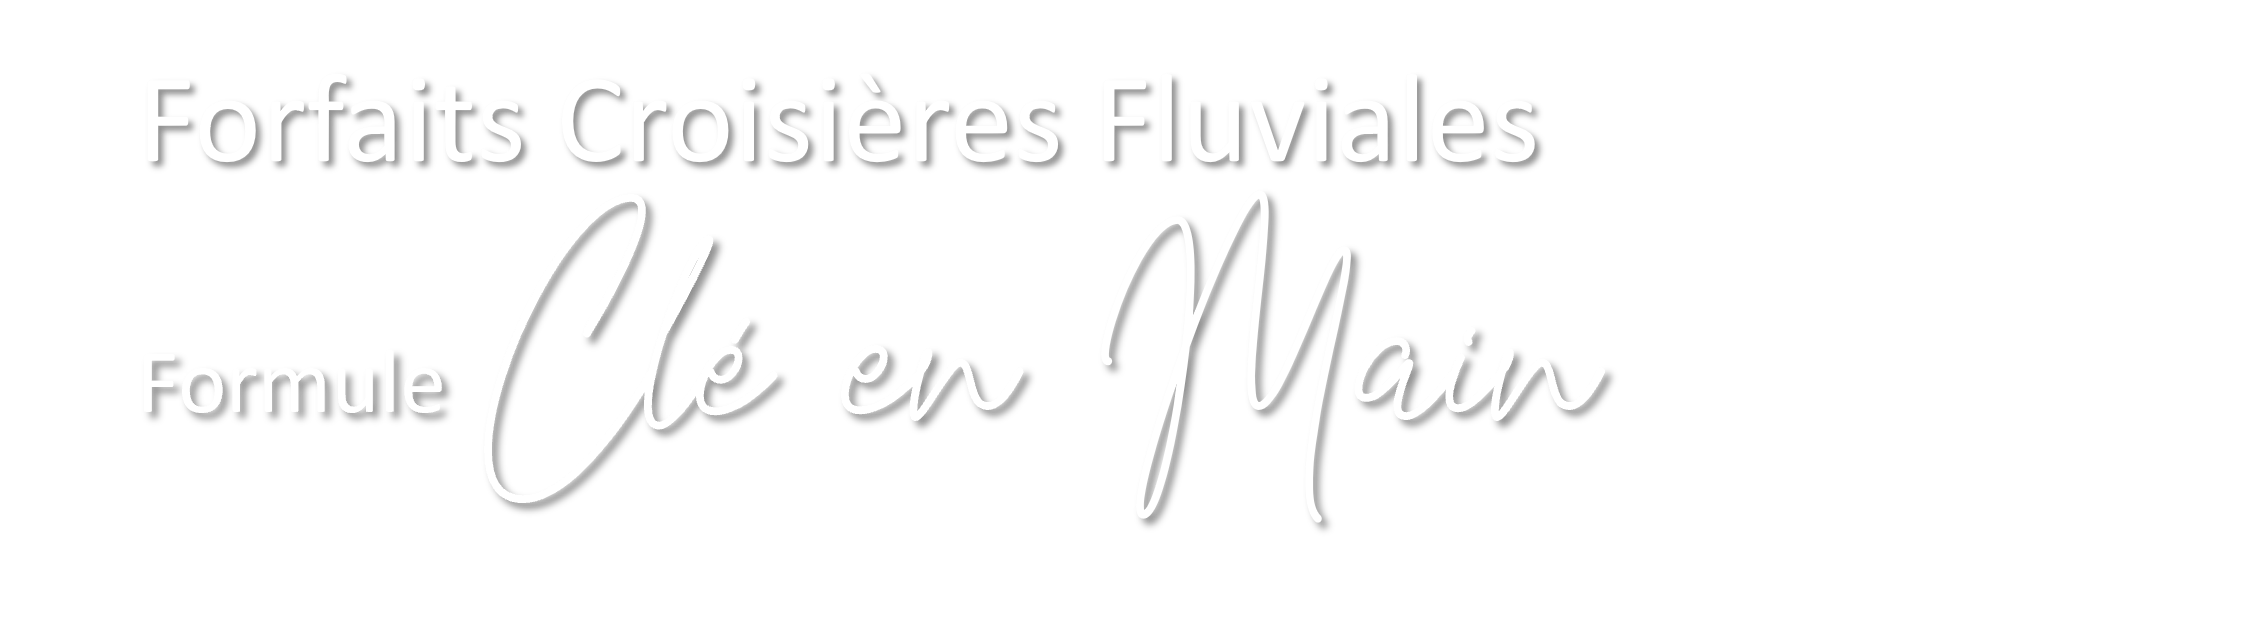 Forfaits Croisières Fluviales
Formule Clé en Main